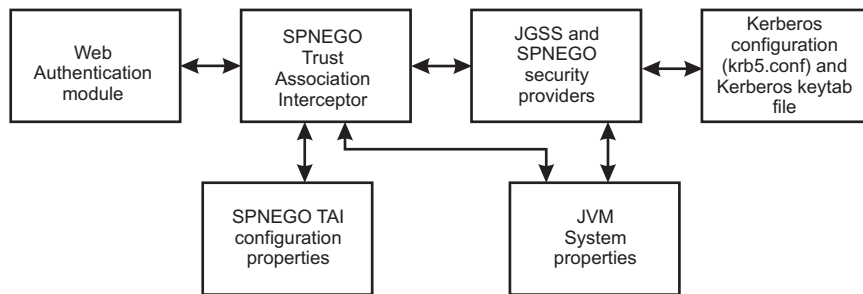 Web
Authentication
module
SPNEGO
Trust
Association
Interceptor
JGSS and
SPNEGO
security
providers
Kerberos
configuration
(krb5.conf) and
Kerberos keytab
file
SPNEGO TAI
configuration
properties
JVM
System
properties